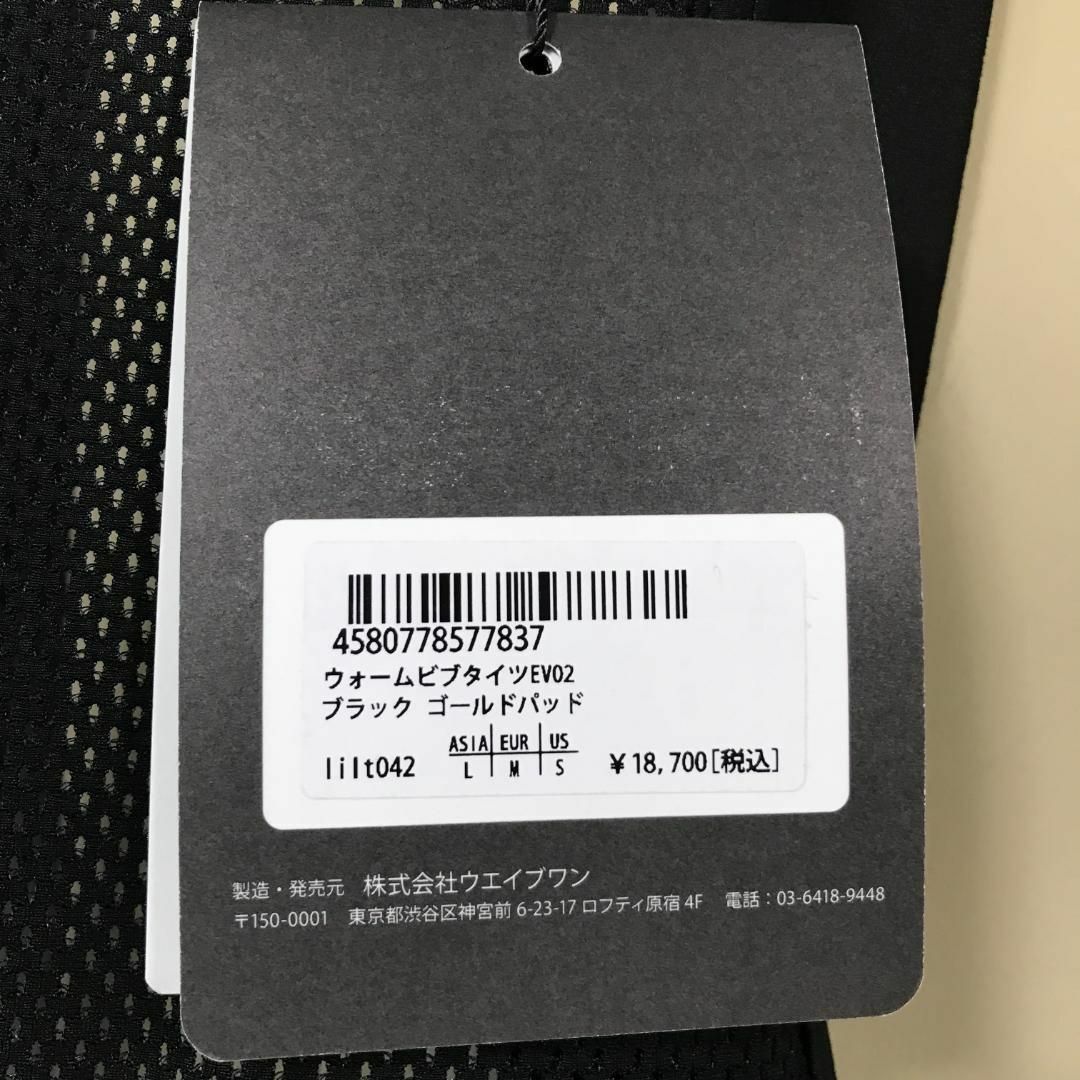 4580778577837
ウォームビブタイツEV02
ブラック ゴールドパッド
ASIA EUR US
lilt042 L M S ¥18,700[税込]
製造・発売元 株式会社ウエイブワン
〒150-0001 東京都渋谷区神宮前 6-23-17 ロフティ原宿 4F 電話：03-6418-9448